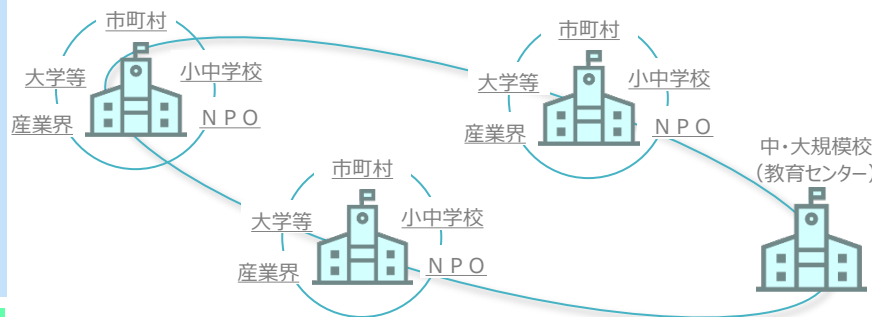 市町村
大学等
小中学校
産業界
ＮＰＯ
市町村
大学等
小中学校
産業界
ＮＰＯ
市町村
大学等
小中学校
産業界
ＮＰＯ
中・大規模校
（教育センター）